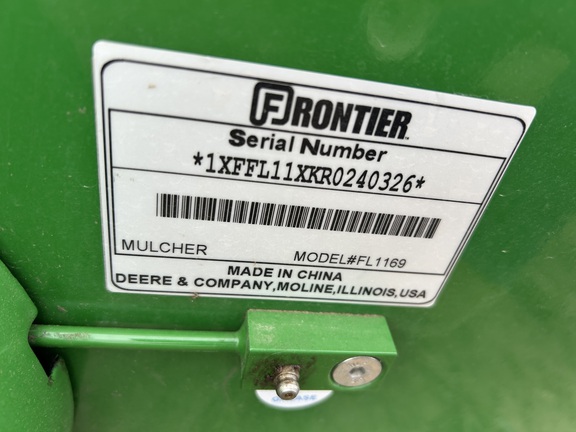 FRONTIER
Serial Number
*1XFFL11XKR0240326*
MULCHER MODEL#FL1169
MADE IN CHINA
DEERE & COMPANY,MOLINE,ILLINOIS,USA